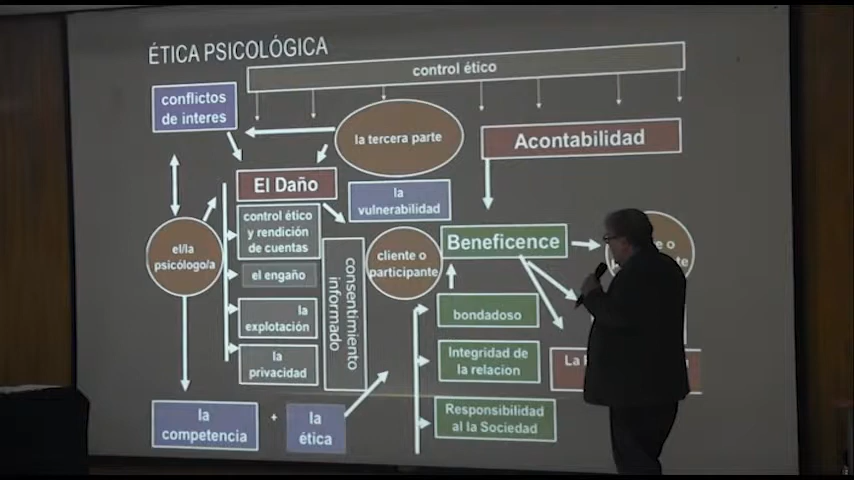 ÉTICA PSICOLÓGICA
control ético
conflictos
de interes
la tercera parte
Acontabilidad
El Daño
la
vulnerabilidad
control ético
y rendición
de cuentas
el/la
psicólogo/a
cliente o
participante
Beneficence
el engaño
consentimiento
informado
la
explotación
bondadoso
la
privacidad
Integridad de
la relacion
La
la
competencia
+
la
ética
Responsibilidad
al la Sociedad